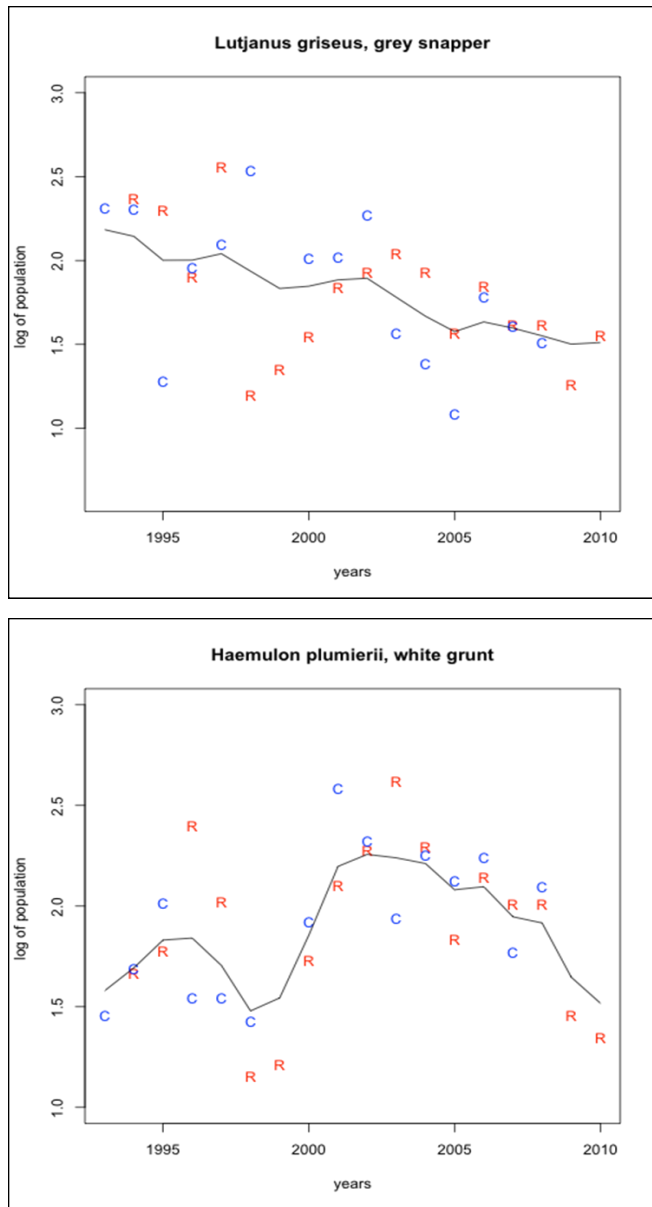 Lutjanus griseus, grey snapper
log of population
3.0
R C
2.5
C R C R C
2.0
C R C C C R R R R R C
1.5
R C R R C R C R
R C
C R R
C
1.0
1995 2000 2005 2010
years
Haemulon plumierii, white grunt
log of population
3.0
R
C
2.5
R
C R R C C R C
2.0
C R C R C R R C
R C R R C
1.5
C C C C R
R R R
1.0
1995 2000 2005 2010
years